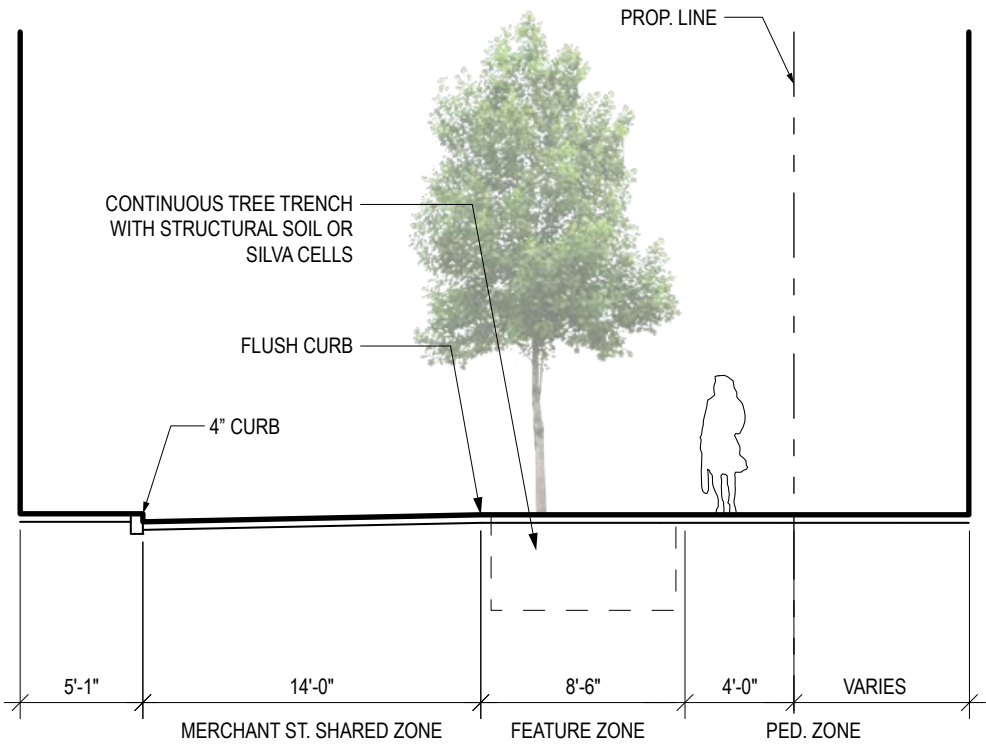 PROP. LINE
CONTINUOUS TREE TRENCH
WITH STRUCTURAL SOIL OR
SILVA CELLS
FLUSH CURB
4” CURB
5'-1"
14'-0"
8'-6"
4'-0"
VARIES
MERCHANT ST. SHARED ZONE
FEATURE ZONE
PED. ZONE